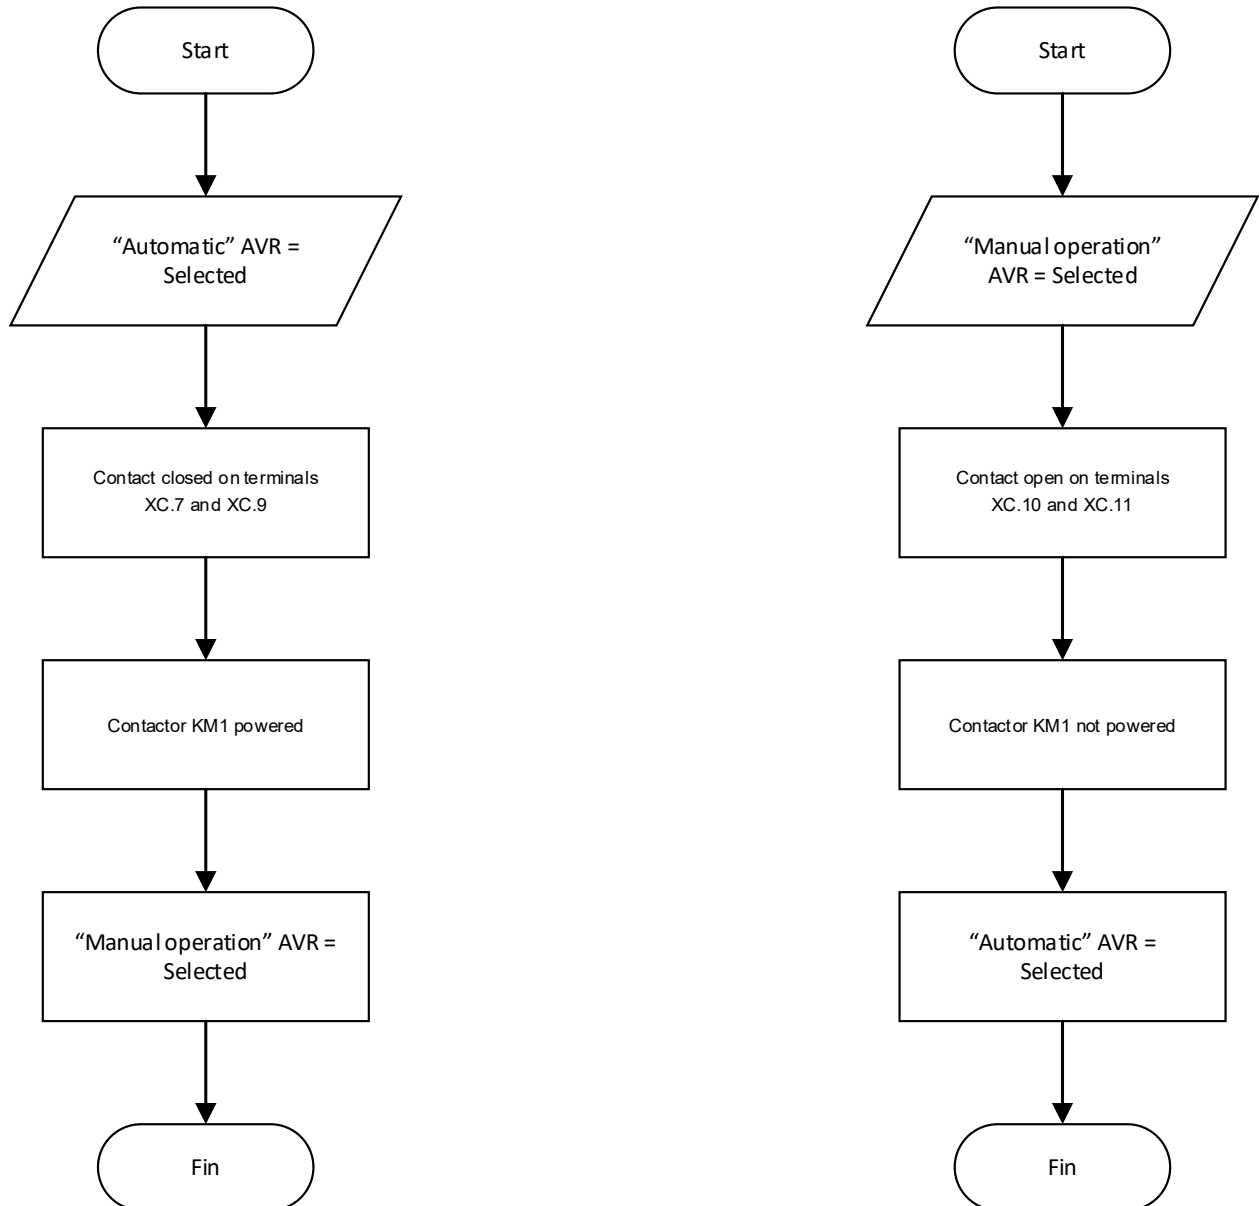 Start
“Automatic” AVR =
Selected
Contact closed on terminals
XC.7 and XC.9
Contactor KM1 powered
“Manual operation” AVR =
Selected
Fin
Start
“Manual operation”
AVR = Selected
Contact open on terminals
XC.10 and XC.11
Contactor KM1 not powered
“Automatic” AVR =
Selected
Fin